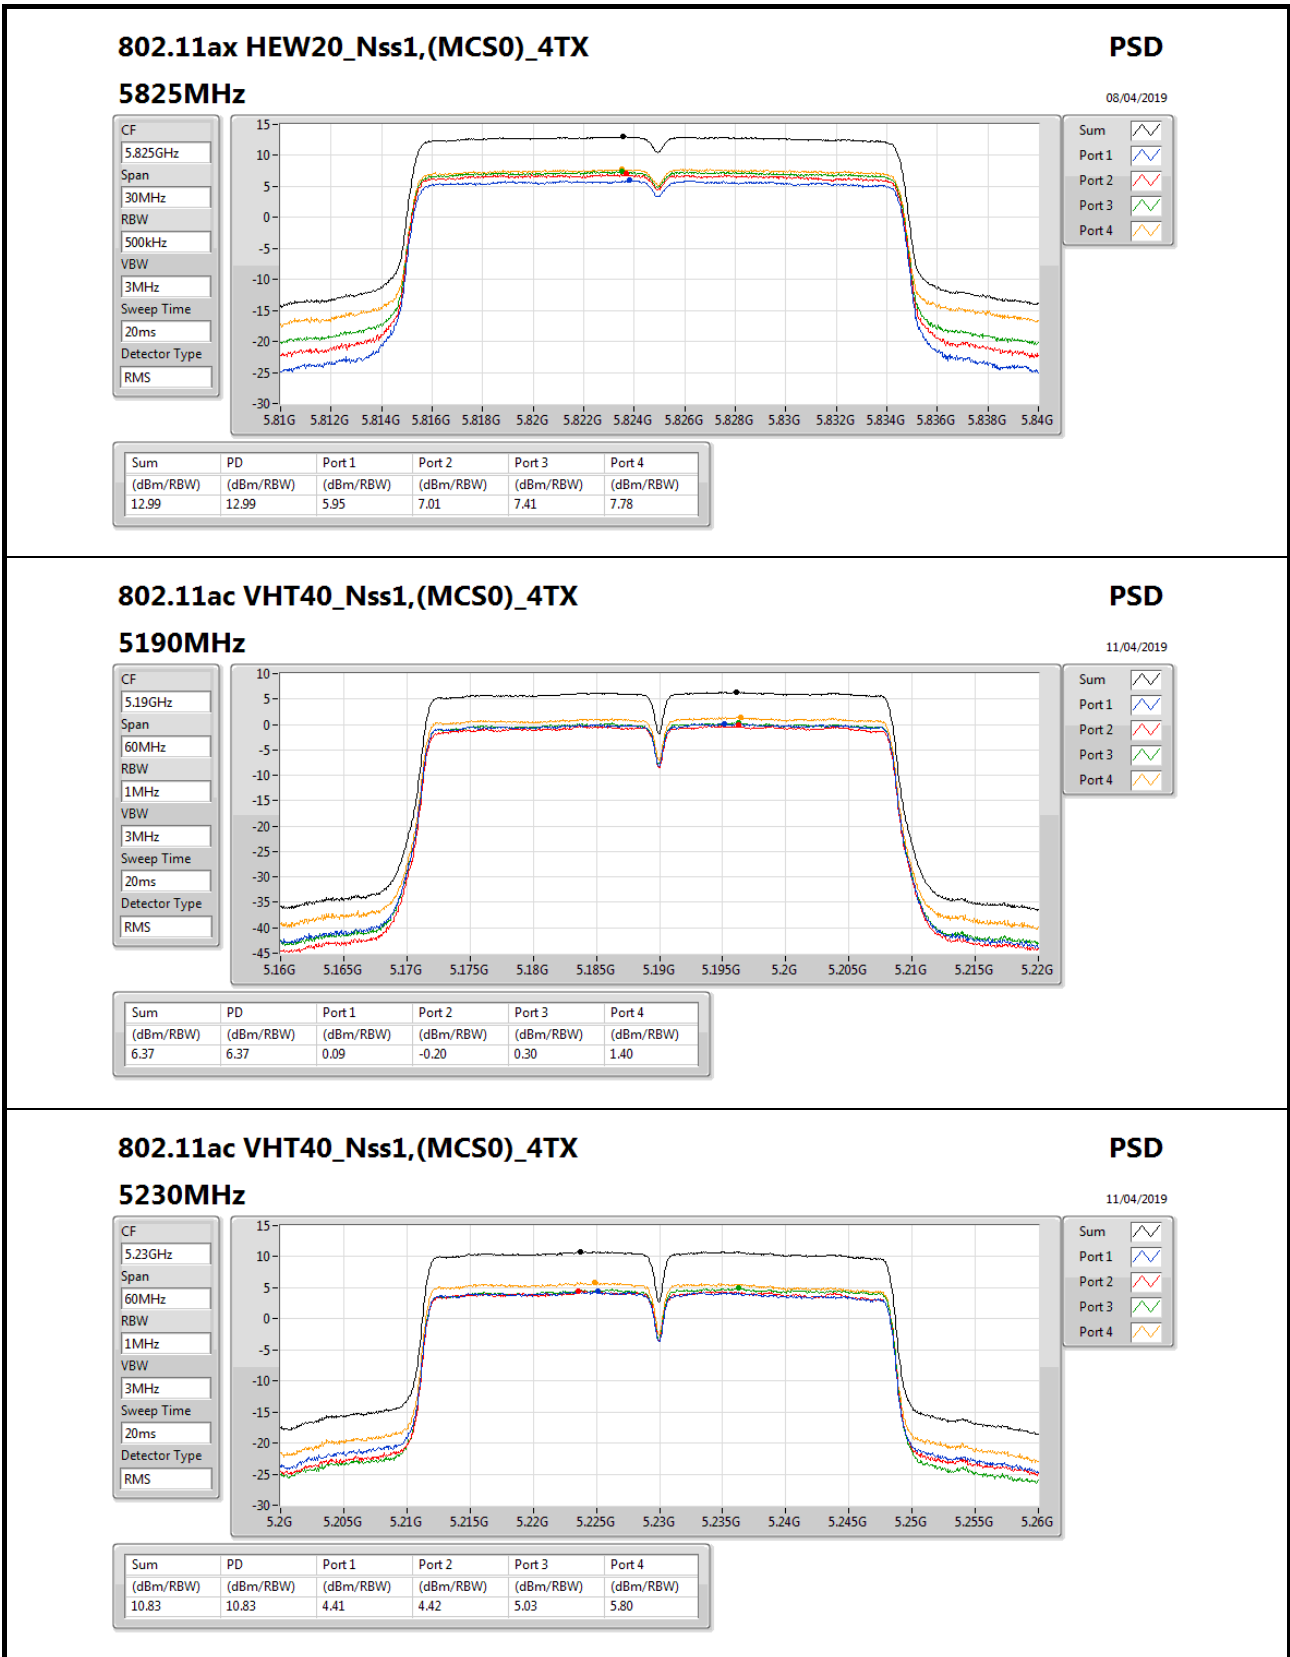 802.11ax HEW20_Nss1,(MCS0)_4TX PSD
5825MHz 08/04/2019
CF
5.825GHz
Span
30MHz
RBW
500kHz
VBW
3MHz
Sweep Time
20ms
Detector Type
RMS
15
10
5
0
-5
-10
-15
-20
-25
-30
5.81G 5.812G 5.814G 5.816G 5.818G 5.82G 5.822G 5.824G 5.826G 5.828G 5.83G 5.832G 5.834G 5.836G 5.838G 5.84G
Sum
Port 1
Port 2
Port 3
Port 4
Sum PD Port 1 Port 2 Port 3 Port 4
(dBm/RBW) (dBm/RBW) (dBm/RBW) (dBm/RBW) (dBm/RBW) (dBm/RBW)
12.99 12.99 5.95 7.01 7.41 7.78
802.11ac VHT40_Nss1,(MCS0)_4TX PSD
5190MHz 11/04/2019
CF
5.19GHz
Span
60MHz
RBW
1MHz
VBW
3MHz
Sweep Time
20ms
Detector Type
RMS
10
5
0
-5
-10
-15
-20
-25
-30
-35
-40
-45
5.16G 5.165G 5.17G 5.175G 5.18G 5.185G 5.19G 5.195G 5.2G 5.205G 5.21G 5.215G 5.22G
Sum
Port 1
Port 2
Port 3
Port 4
Sum PD Port 1 Port 2 Port 3 Port 4
(dBm/RBW) (dBm/RBW) (dBm/RBW) (dBm/RBW) (dBm/RBW) (dBm/RBW)
6.37 6.37 0.09 -0.20 0.30 1.40
802.11ac VHT40_Nss1,(MCS0)_4TX PSD
5230MHz 11/04/2019
CF
5.23GHz
Span
60MHz
RBW
1MHz
VBW
3MHz
Sweep Time
20ms
Detector Type
RMS
15
10
5
0
-5
-10
-15
-20
-25
-30
5.2G 5.205G 5.21G 5.215G 5.22G 5.225G 5.23G 5.235G 5.24G 5.245G 5.25G 5.255G 5.26G
Sum
Port 1
Port 2
Port 3
Port 4
Sum PD Port 1 Port 2 Port 3 Port 4
(dBm/RBW) (dBm/RBW) (dBm/RBW) (dBm/RBW) (dBm/RBW) (dBm/RBW)
10.83 10.83 4.41 4.42 5.03 5.80